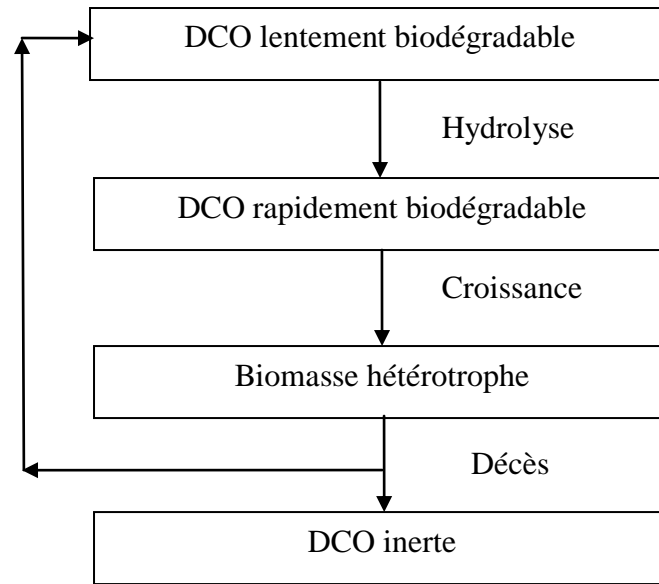 DCO lentement biodégradable
Hydrolyse
DCO rapidement biodégradable
Croissance
Biomasse hétérotrophe
Décès
DCO inerte